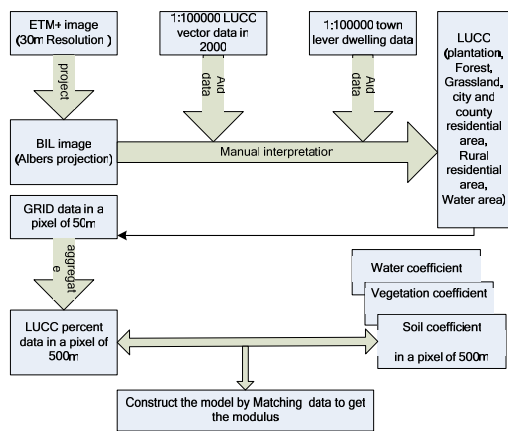 ETM+ image
(30m Resolution )
1:100000 LUCC
vector data in
2000
1:100000 town
lever dwelling data
LUCC
(plantation,
Forest,
Grassland,
city and
county
residential
area,
Rural
residential
area,
Water area)
project
Aid
data
Aid
data
BIL image
(Albers projection)
Manual interpretation
GRID data in a
pixel of 50m
aggregat
e
Water coefficient
Vegetation coefficient
Soil coefficient
in a pixel of 500m
LUCC percent
data in a pixel of
500m
Construct the model by Matching data to get
the modulus